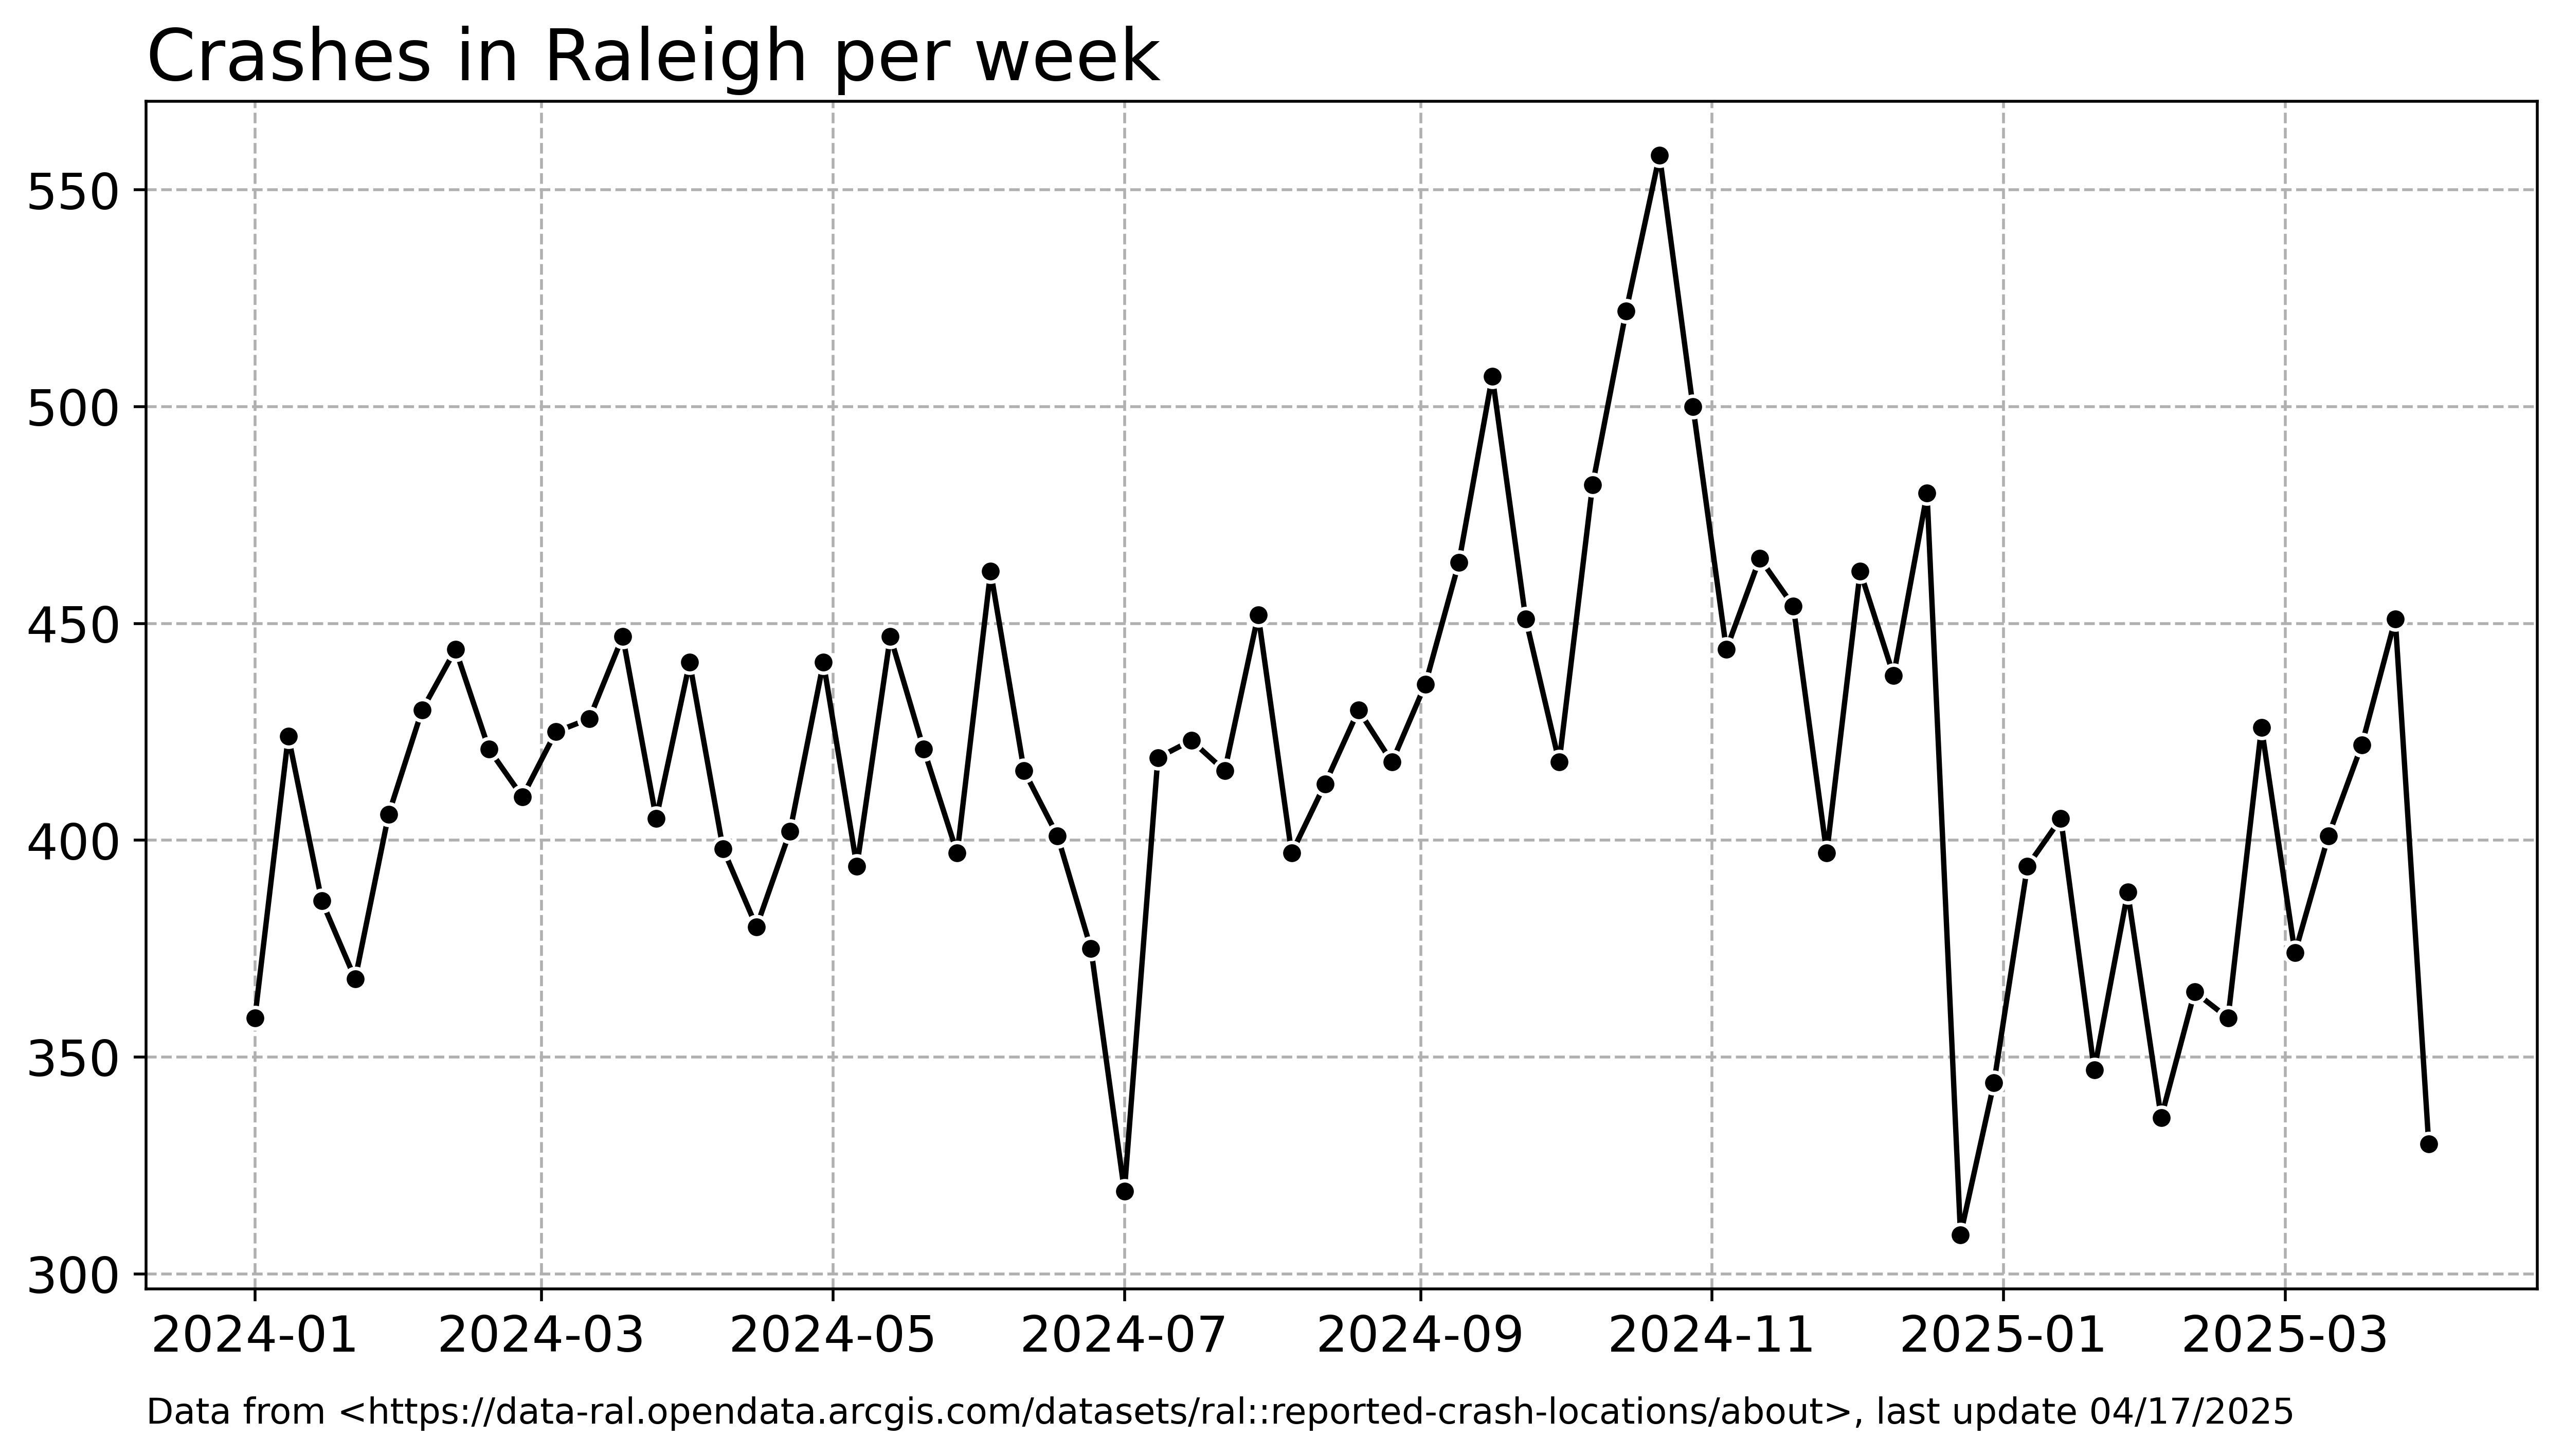 Crashes in Raleigh per week
550
500
450
400
350
300
2024-01 2024-03 2024-05 2024-07 2024-09 2024-11 2025-01 2025-03
Data from <https://data-ral.opendata.arcgis.com/datasets/ral::reported-crash-locations/about>, last update 04/17/2025